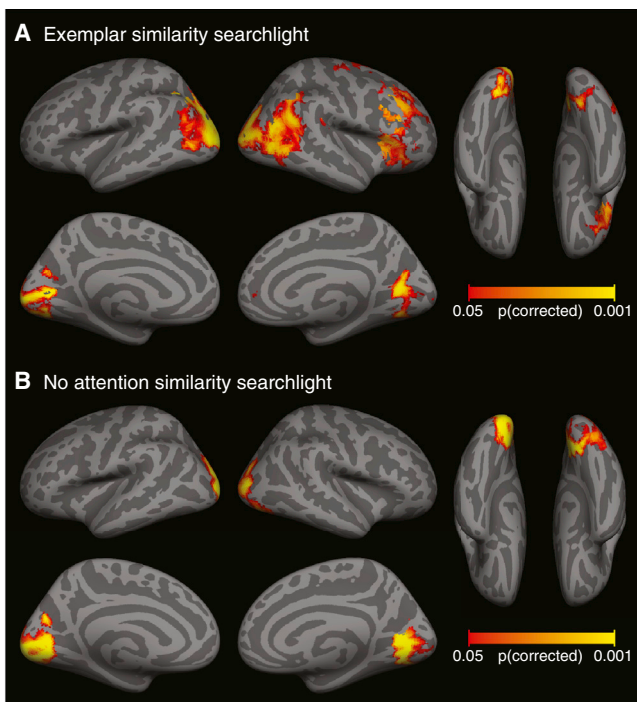 A Exemplar similarity searchlight
0.05 p(corrected) 0.001
B No attention similarity searchlight
0.05 p(corrected) 0.001